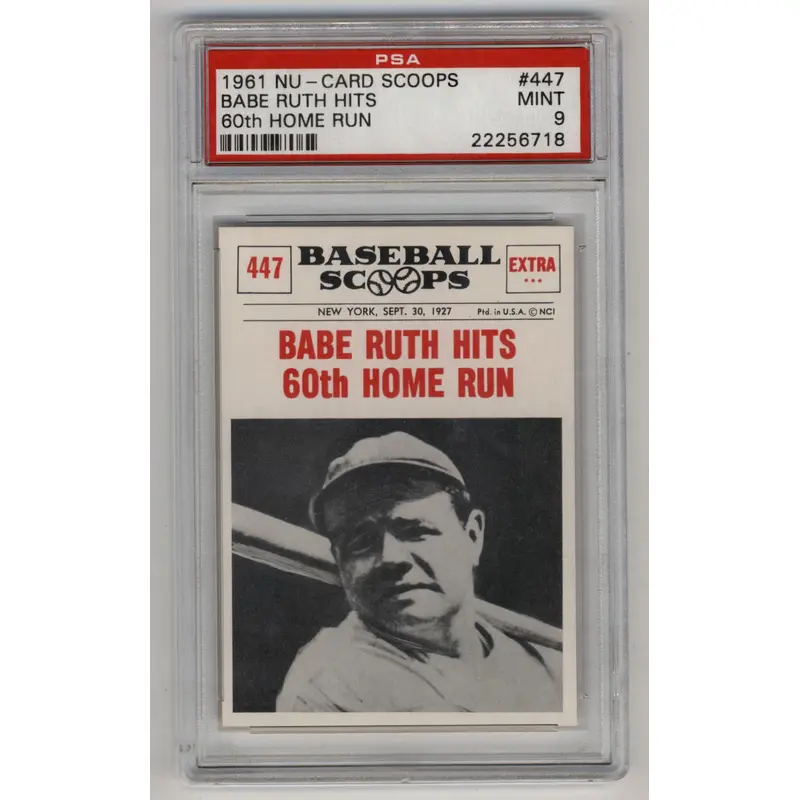 PSA
1961 NU-CARD SCOOPS #447
BABE RUTH HITS MINT
60th HOME RUN 9
22256718
447 BASEBALL EXTRA
SCOOPS
NEW YORK, SEPT. 30, 1927 Ptd. in U.S.A. © NCI
BABE RUTH HITS
60th HOME RUN